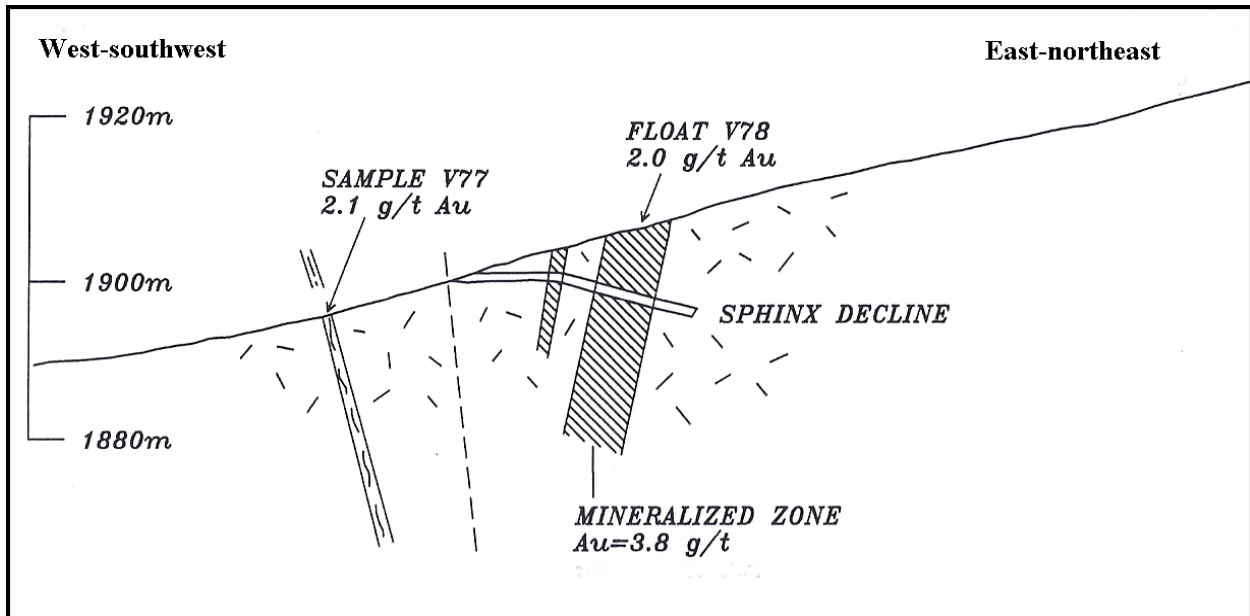 West-southwest
East-northeast
1920m
FLOAT V78
2.0 g/t Au
SAMPLE V77
2.1 g/t Au
1900m
SPHINX DECLINE
1880m
MINERALIZED ZONE
Au=3.8 g/t